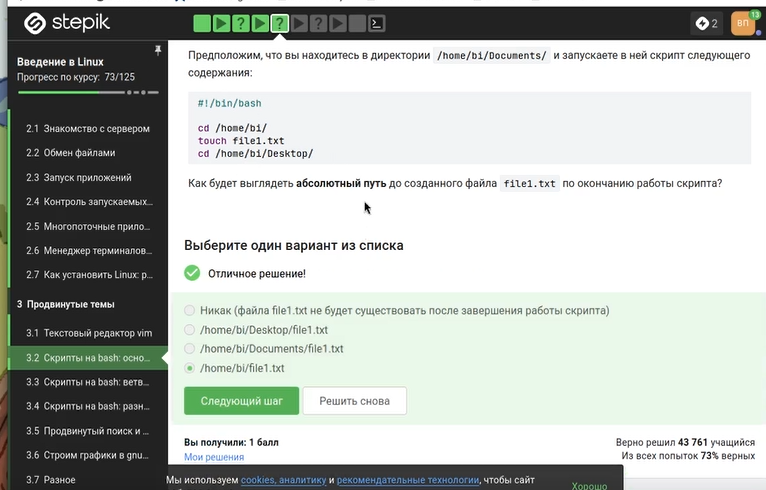 stepik
2
ВП
13
Введение в Linux
Прогресс по курсу: 73/125
2.1 Знакомство с сервером
2.2 Обмен файлами
2.3 Запуск приложений
2.4 Контроль запускаемых...
2.5 Многопоточные прило...
2.6 Менеджер терминалов...
2.7 Как установить Linux: р...
3 Продвинутые темы
3.1 Текстовый редактор vim
3.2 Скрипты на bash: осно...
3.3 Скрипты на bash: ветв...
3.4 Скрипты на bash: разн...
3.5 Продвинутый поиск и ...
3.6 Строим графики в gnu...
3.7 Разное
Предположим, что вы находитесь в директории /home/bi/Documents/ и запускаете в ней скрипт следующего
содержания:
#!/bin/bash
cd /home/bi/
touch file1.txt
cd /home/bi/Desktop/
Как будет выглядеть абсолютный путь до созданного файла file1.txt по окончанию работы скрипта?
Выберите один вариант из списка
Отличное решение!
Никак (файла file1.txt не будет существовать после завершения работы скрипта)
/home/bi/Desktop/file1.txt
/home/bi/Documents/file1.txt
/home/bi/file1.txt
Следующий шаг
Решить снова
Вы получили: 1 балл
Мои решения
Верно решил 43 761 учащийся
Из всех попыток 73% верных
Мы используем cookies, аналитику и рекомендательные технологии, чтобы сайт
Хорошо